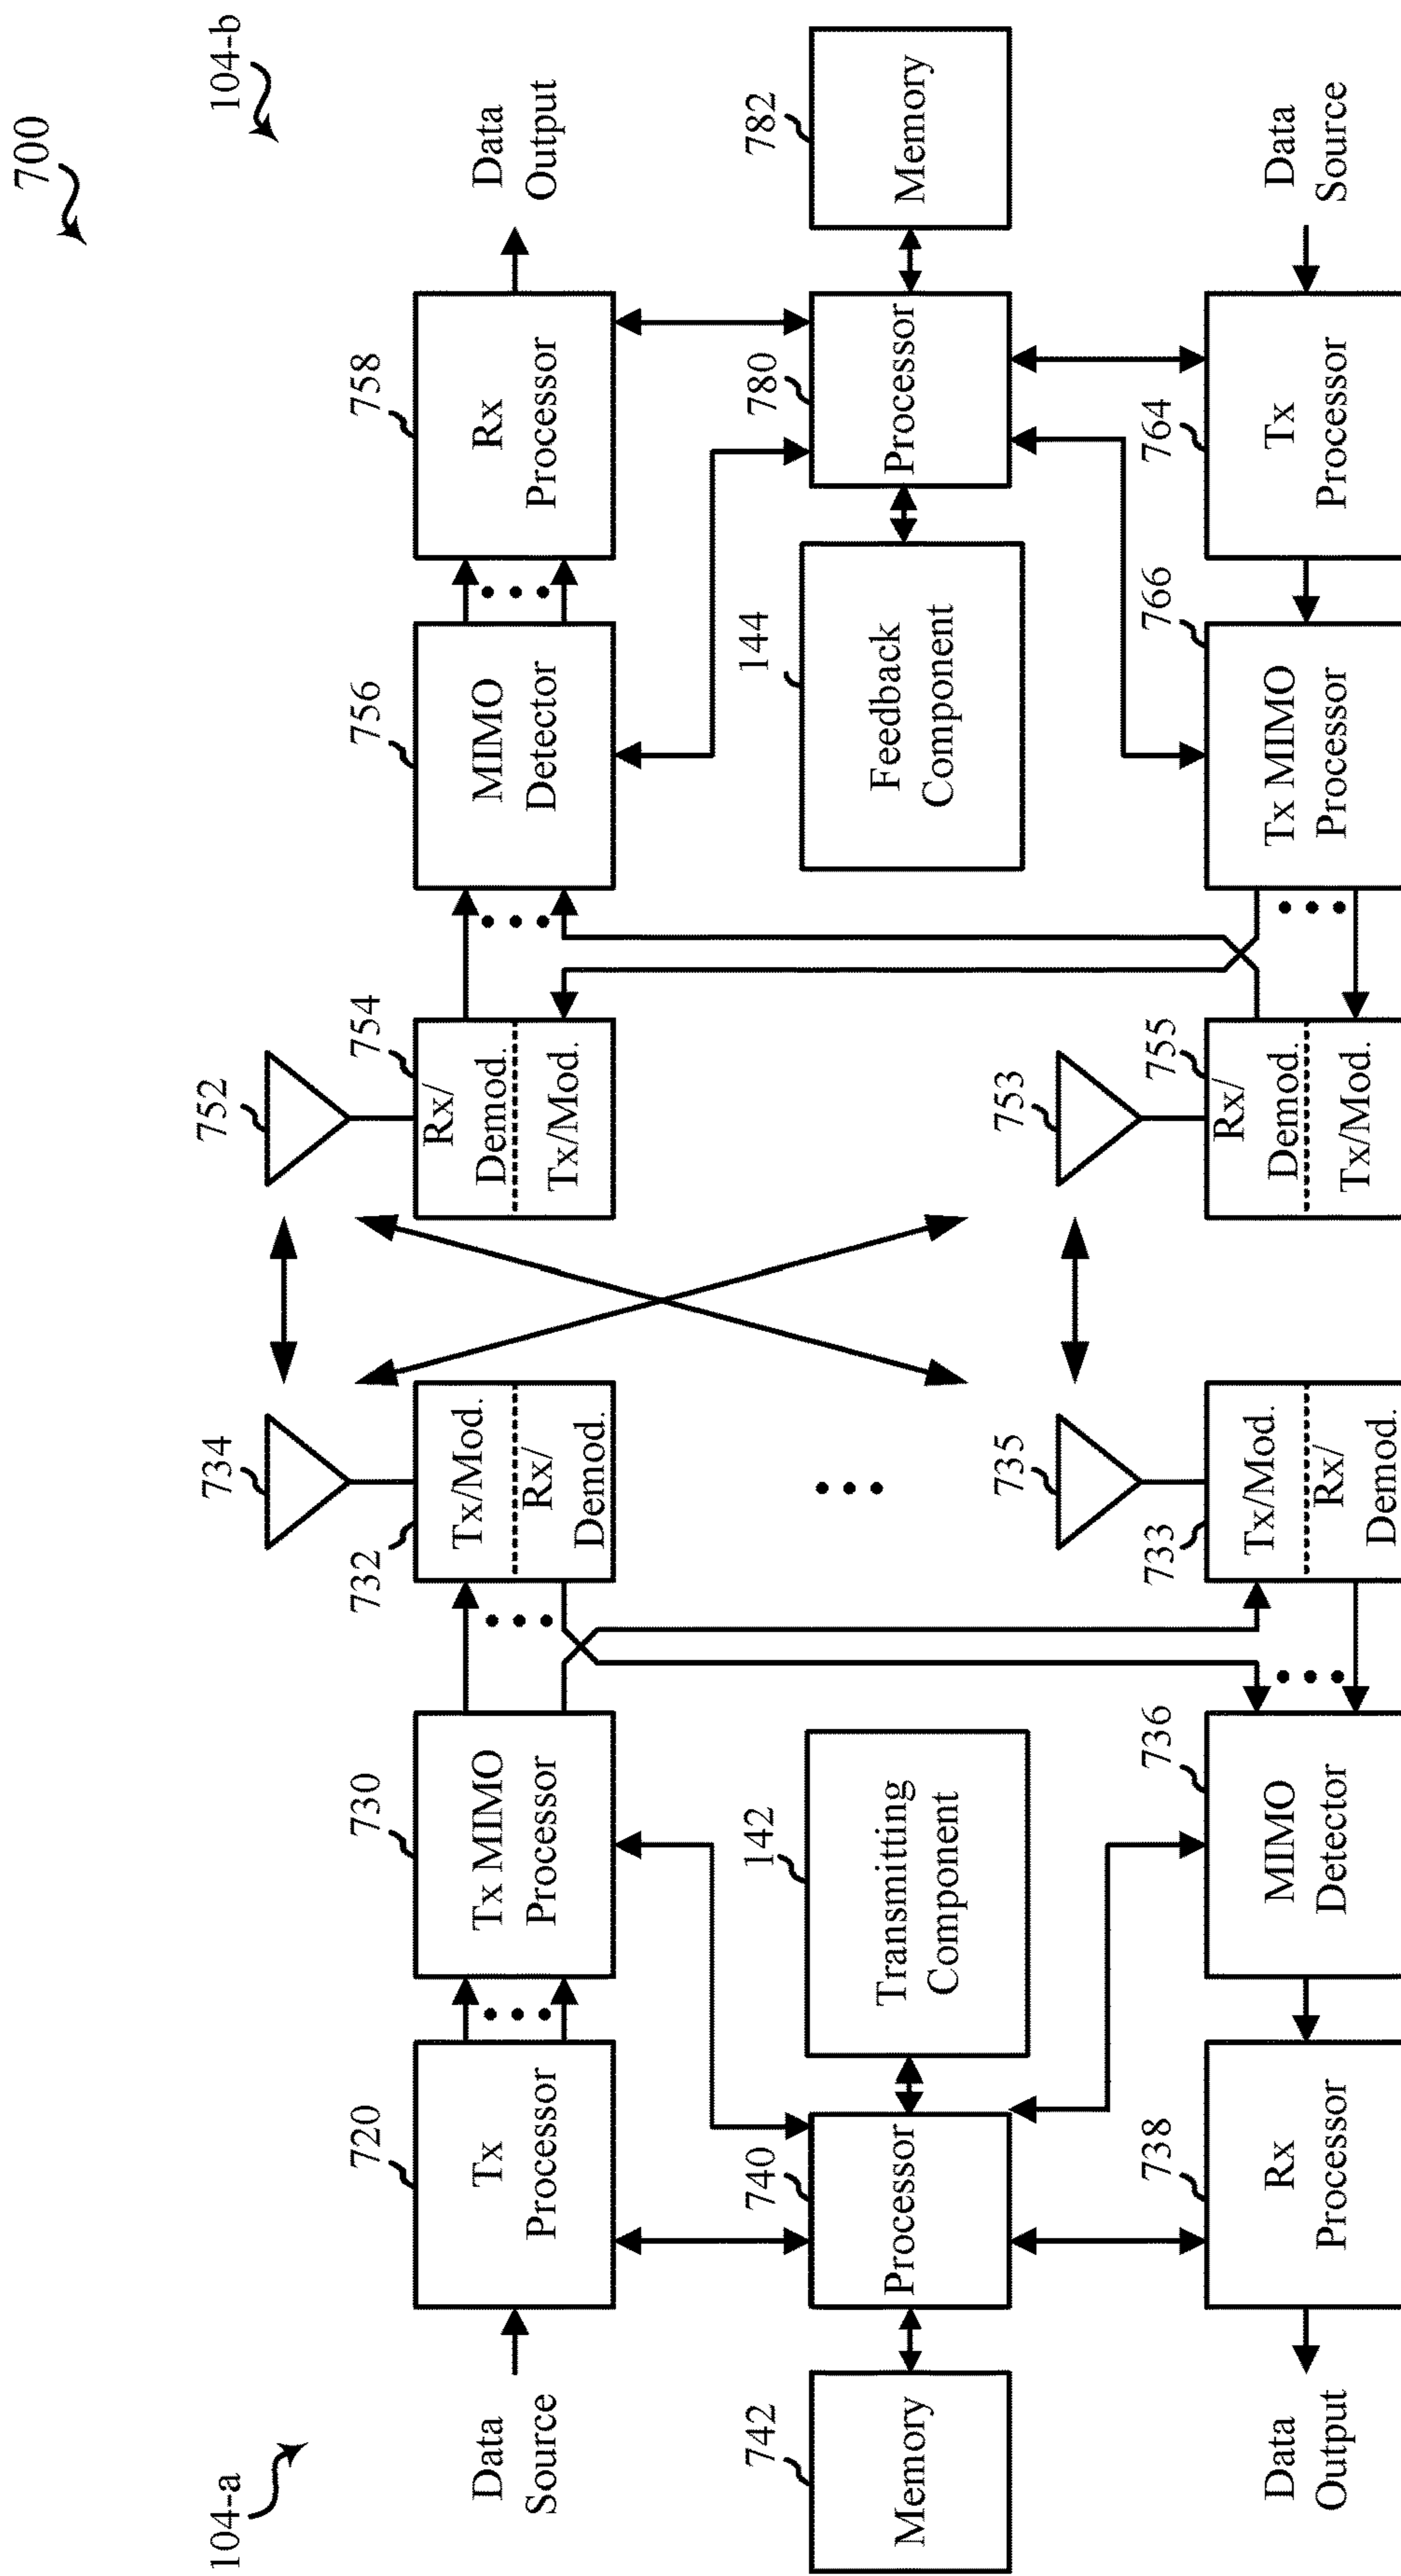 700
104-a
104-b
734
752
720
730
732
754
756
758
Data
Source
Tx
Processor
Tx MIMO
Processor
Tx/Mod.
Rx/
Demod.
Rx/
Demod.
Tx/Mod.
MIMO
Detector
Rx
Processor
Data
Output
742
740
142
144
780
782
Memory
Processor
Transmitting
Component
Feedback
Component
Processor
Memory
735
753
738
736
733
755
766
764
Data
Output
Rx
Processor
MIMO
Detector
Tx/Mod.
Rx/
Demod.
Rx/
Demod.
Tx/Mod.
Tx MIMO
Processor
Tx
Processor
Data
Source